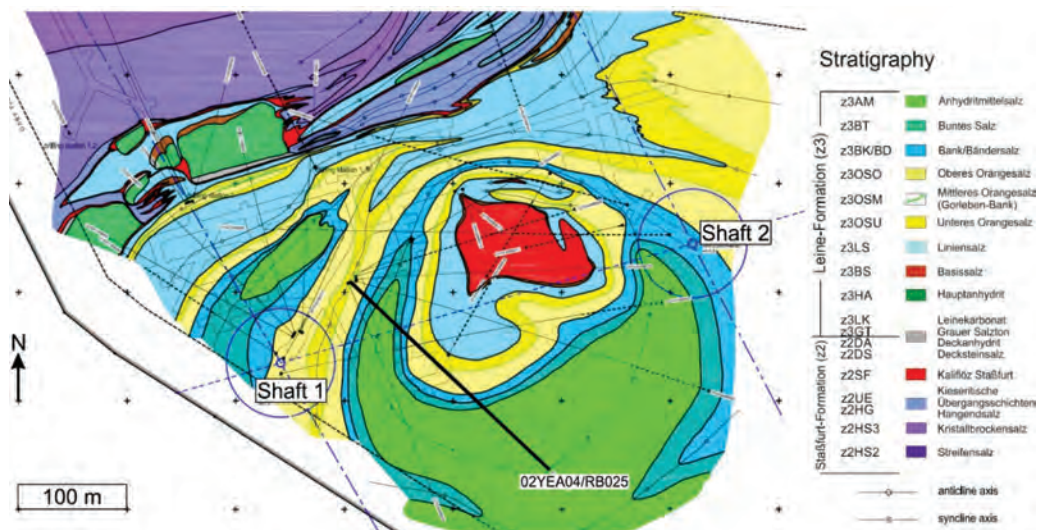 Stratigraphy
Leine-Formation (z3)
z3AM Anhydritmittelsalz
z3BT Buntes Salz
z3BK/BD Bank/Bändersalz
z3OSO Oberes Orangesalz
z3OSM Mittleres Orangesalz
(Gorleben-Bank)
z3OSU Unteres Orangesalz
z3LS Liniensalz
z3BS Basissalz
z3HA Hauptanhydrit
z3LK Leinekarbonat
z3GT Grauer Salzton
Staßfurt-Formation (z2)
z2DA Deckanhydrit
z2DS Decksteinsalz
z2SF Kaliflöz Staßfurt
z2UE Kieseritische
Übergangsschichten
z2HG Hangendsalz
z2HS3 Kristallbrockensalz
z2HS2 Streifensalz
anticline axis
syncline axis
Shaft 2
N
Shaft 1
02YEA04/RB025
100 m